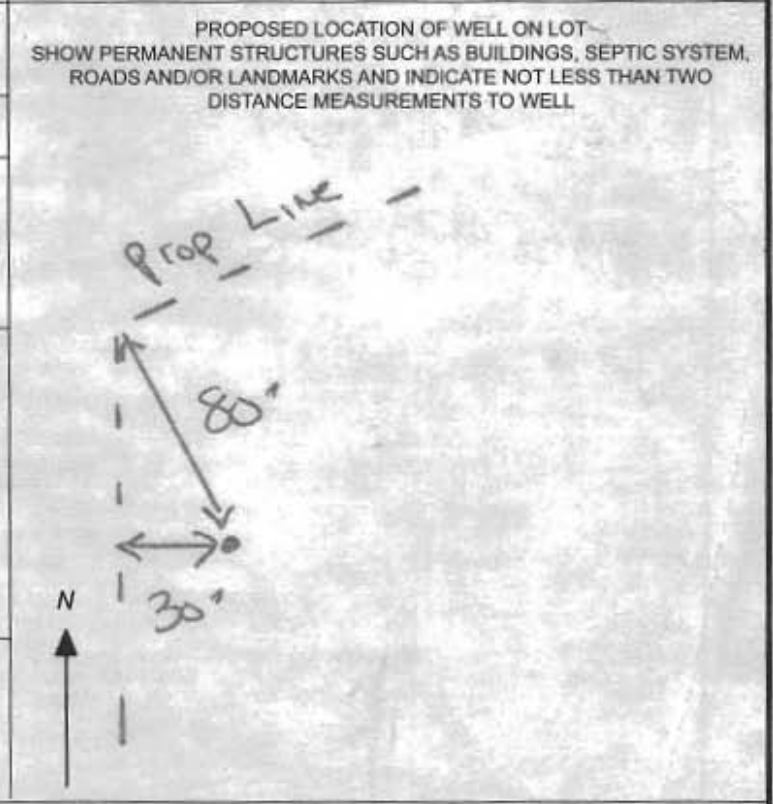 PROPOSED LOCATION OF WELL ON LOT
SHOW PERMANENT STRUCTURES SUCH AS BUILDINGS, SEPTIC SYSTEM,
ROADS AND/OR LANDMARKS AND INDICATE NOT LESS THAN TWO
DISTANCE MEASUREMENTS TO WELL
Prop Line
80'
30'
N